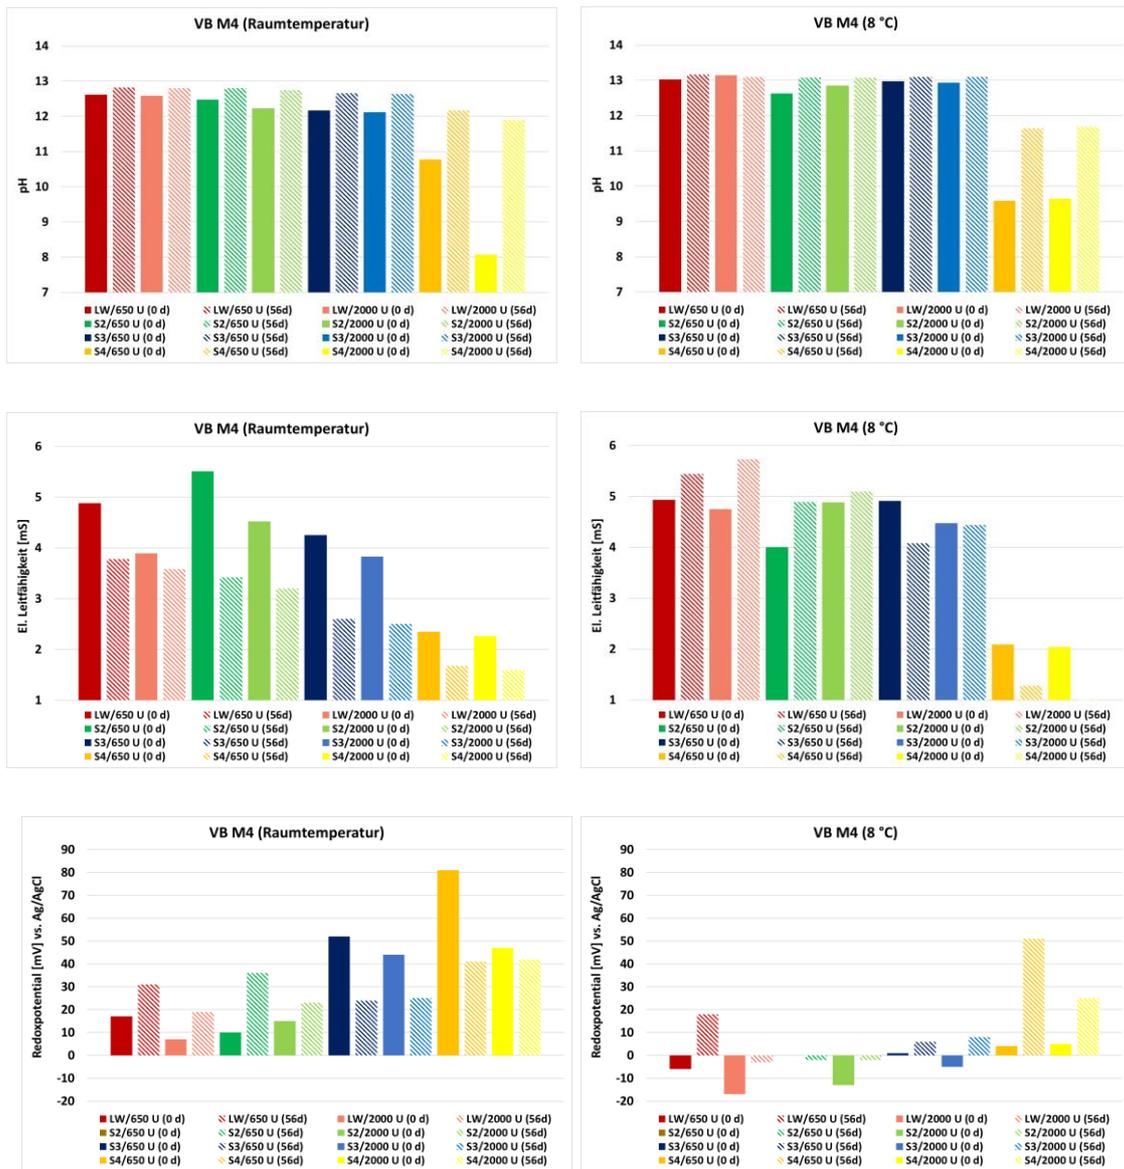 VB M4 (Raumtemperatur)
14
13
12
11
10
9
8
7
pH
LW/650 U (0 d) LW/650 U (56d) LW/2000 U (0 d) LW/2000 U (56d)
S2/650 U (0 d) S2/650 U (56d) S2/2000 U (0 d) S2/2000 U (56d)
S3/650 U (0 d) S3/650 U (56d) S3/2000 U (0 d) S3/2000 U (56d)
S4/650 U (0 d) S4/650 U (56d) S4/2000 U (0 d) S4/2000 U (56d)
VB M4 (8 °C)
14
13
12
11
10
9
8
7
pH
LW/650 U (0 d) LW/650 U (56d) LW/2000 U (0 d) LW/2000 U (56d)
S2/650 U (0 d) S2/650 U (56d) S2/2000 U (0 d) S2/2000 U (56d)
S3/650 U (0 d) S3/650 U (56d) S3/2000 U (0 d) S3/2000 U (56d)
S4/650 U (0 d) S4/650 U (56d) S4/2000 U (0 d) S4/2000 U (56d)
VB M4 (Raumtemperatur)
6
5
4
3
2
1
El. Leitfähigkeit [mS]
LW/650 U (0 d) LW/650 U (56d) LW/2000 U (0 d) LW/2000 U (56d)
S2/650 U (0 d) S2/650 U (56d) S2/2000 U (0 d) S2/2000 U (56d)
S3/650 U (0 d) S3/650 U (56d) S3/2000 U (0 d) S3/2000 U (56d)
S4/650 U (0 d) S4/650 U (56d) S4/2000 U (0 d) S4/2000 U (56d)
VB M4 (8 °C)
6
5
4
3
2
1
El. Leitfähigkeit [mS]
LW/650 U (0 d) LW/650 U (56d) LW/2000 U (0 d) LW/2000 U (56d)
S2/650 U (0 d) S2/650 U (56d) S2/2000 U (0 d) S2/2000 U (56d)
S3/650 U (0 d) S3/650 U (56d) S3/2000 U (0 d) S3/2000 U (56d)
S4/650 U (0 d) S4/650 U (56d) S4/2000 U (0 d) S4/2000 U (56d)
VB M4 (Raumtemperatur)
90
80
70
60
50
40
30
20
10
0
-10
-20
Redoxpotential [mV] vs. Ag/AgCl
LW/650 U (0 d) LW/650 U (56d) LW/2000 U (0 d) LW/2000 U (56d)
S2/650 U (0 d) S2/650 U (56d) S2/2000 U (0 d) S2/2000 U (56d)
S3/650 U (0 d) S3/650 U (56d) S3/2000 U (0 d) S3/2000 U (56d)
S4/650 U (0 d) S4/650 U (56d) S4/2000 U (0 d) S4/2000 U (56d)
VB M4 (8 °C)
90
80
70
60
50
40
30
20
10
0
-10
-20
Redoxpotential [mV] vs. Ag/AgCl
LW/650 U (0 d) LW/650 U (56d) LW/2000 U (0 d) LW/2000 U (56d)
S2/650 U (0 d) S2/650 U (56d) S2/2000 U (0 d) S2/2000 U (56d)
S3/650 U (0 d) S3/650 U (56d) S3/2000 U (0 d) S3/2000 U (56d)
S4/650 U (0 d) S4/650 U (56d) S4/2000 U (0 d) S4/2000 U (56d)